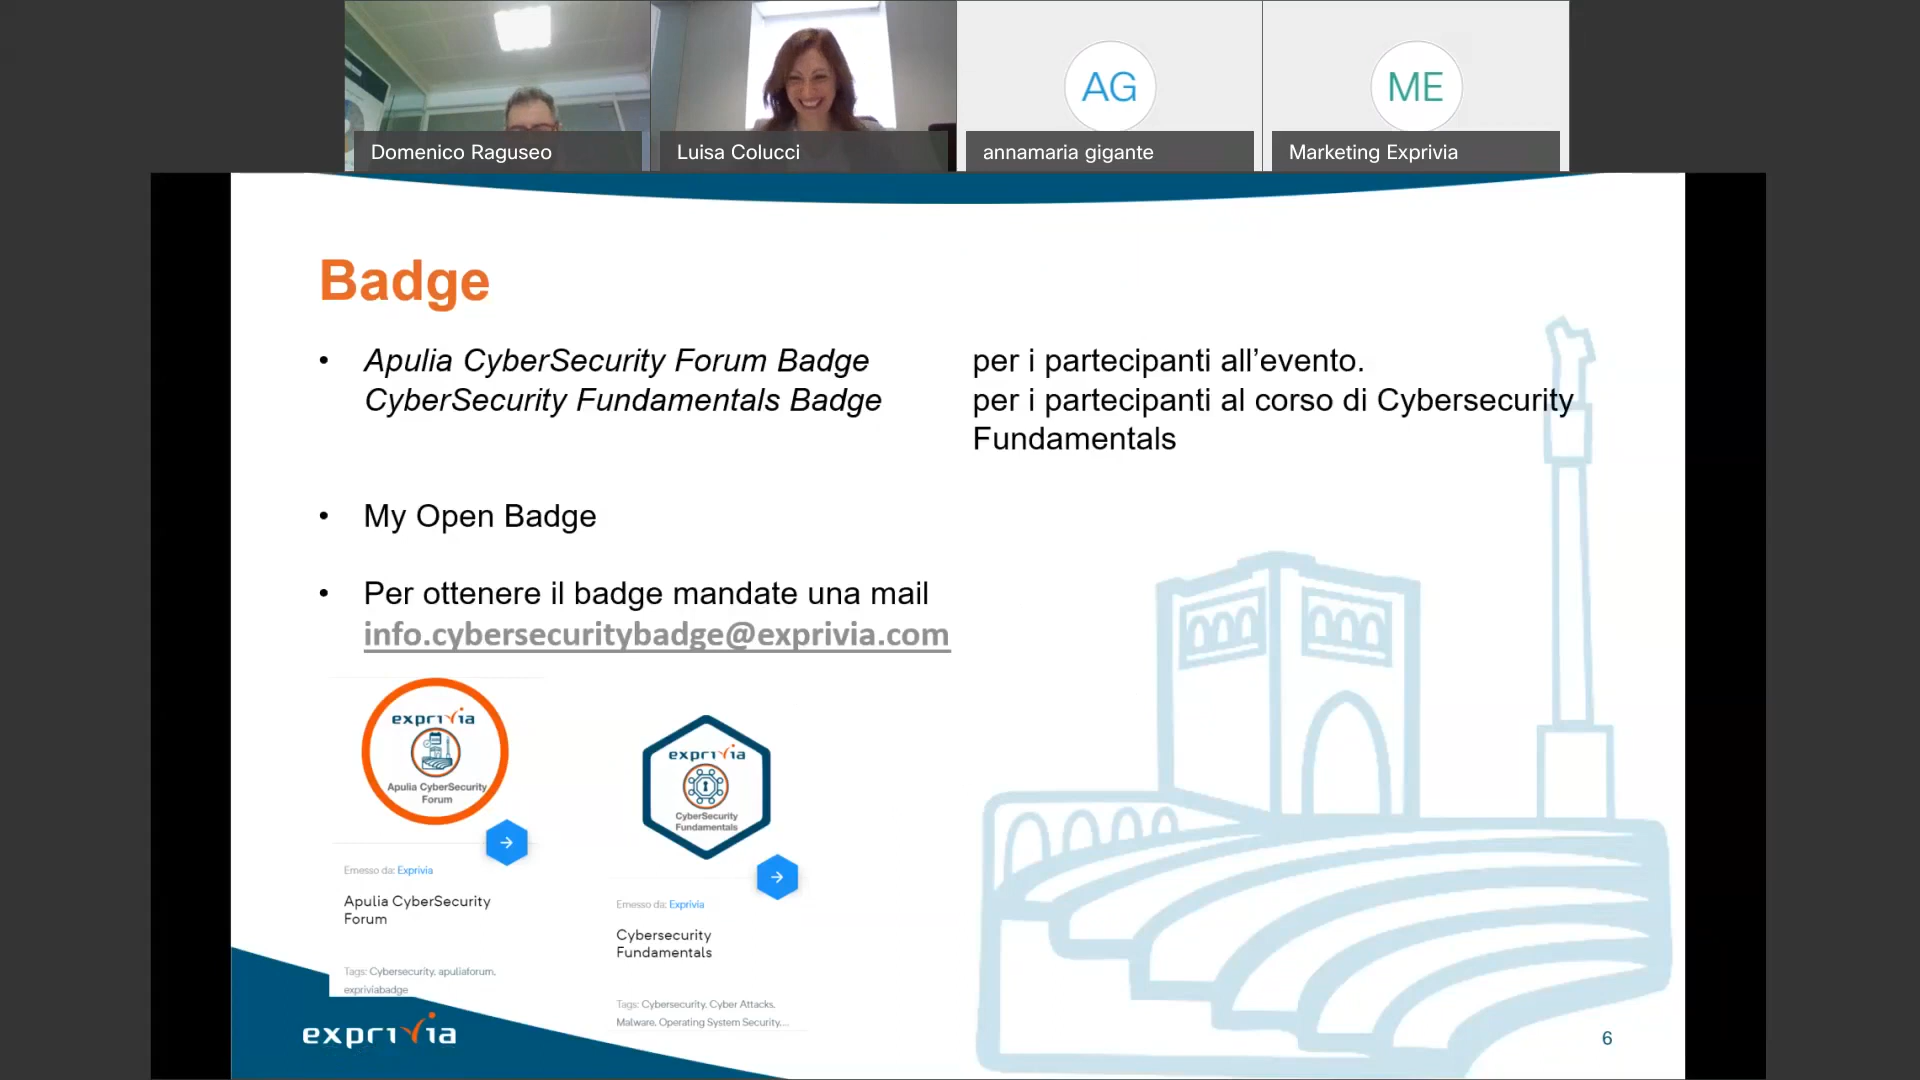 Domenico Raguseo
Luisa Colucci
AG
annamaria gigante
ME
Marketing Exprivia
Badge
• Apulia CyberSecurity Forum Badge per i partecipanti all’evento.
CyberSecurity Fundamentals Badge per i partecipanti al corso di Cybersecurity
Fundamentals
• My Open Badge
• Per ottenere il badge mandate una mail
info.cybersecuritybadge@exprivia.com
exprivia
Apulia CyberSecurity
Forum
Emesso da: Exprivia
Apulia CyberSecurity
Forum
Tags: Cybersecurity, apuliaforum,
expriviabadge
exprivia
CyberSecurity
Fundamentals
Emesso da: Exprivia
Cybersecurity
Fundamentals
Tags: Cybersecurity, Cyber Attacks,
Malware, Operating System Security,...
exprivia
6